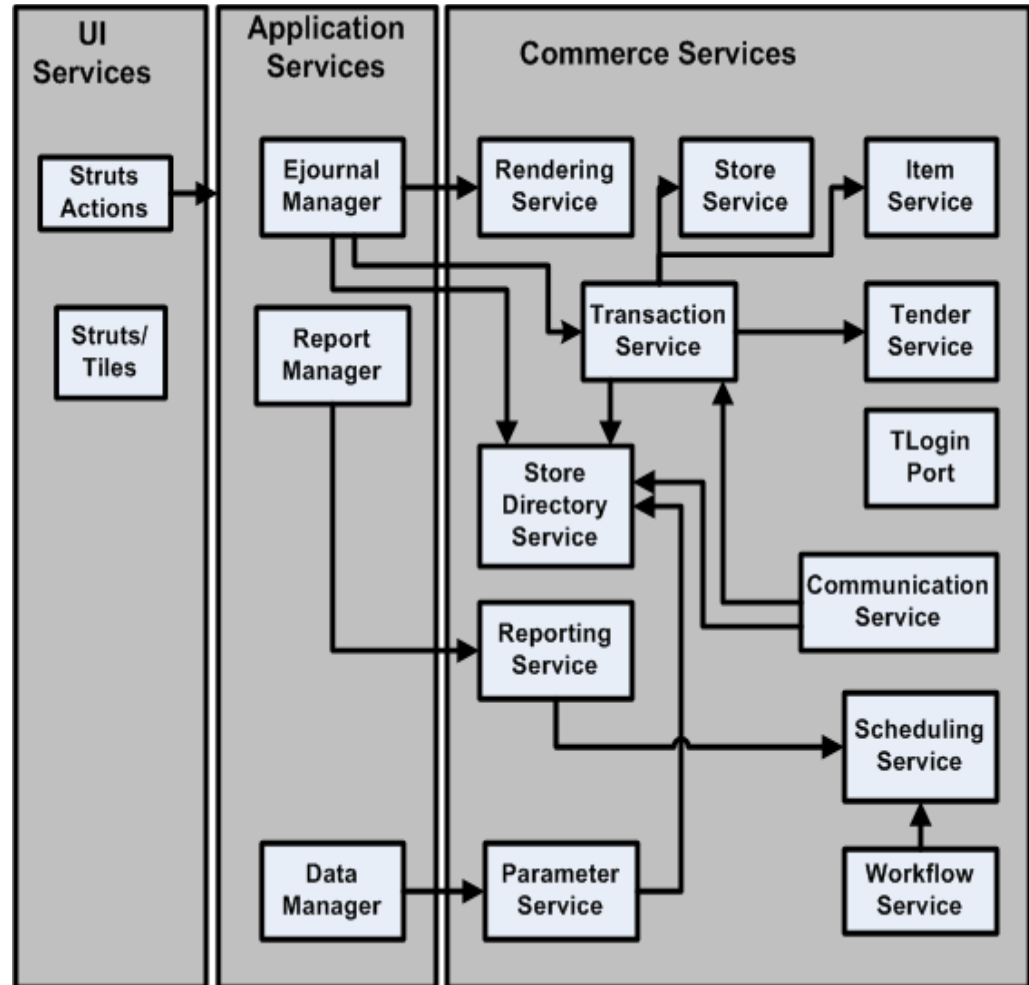 UI
Services
Application
Services
Commerce Services
Struts
Actions
Ejournal
Manager
Rendering
Service
Store
Service
Item
Service
Struts/
Tiles
Report
Manager
Transaction
Service
Tender
Service
TLogin
Port
Store
Directory
Service
Communication
Service
Reporting
Service
Scheduling
Service
Data
Manager
Parameter
Service
Workflow
Service